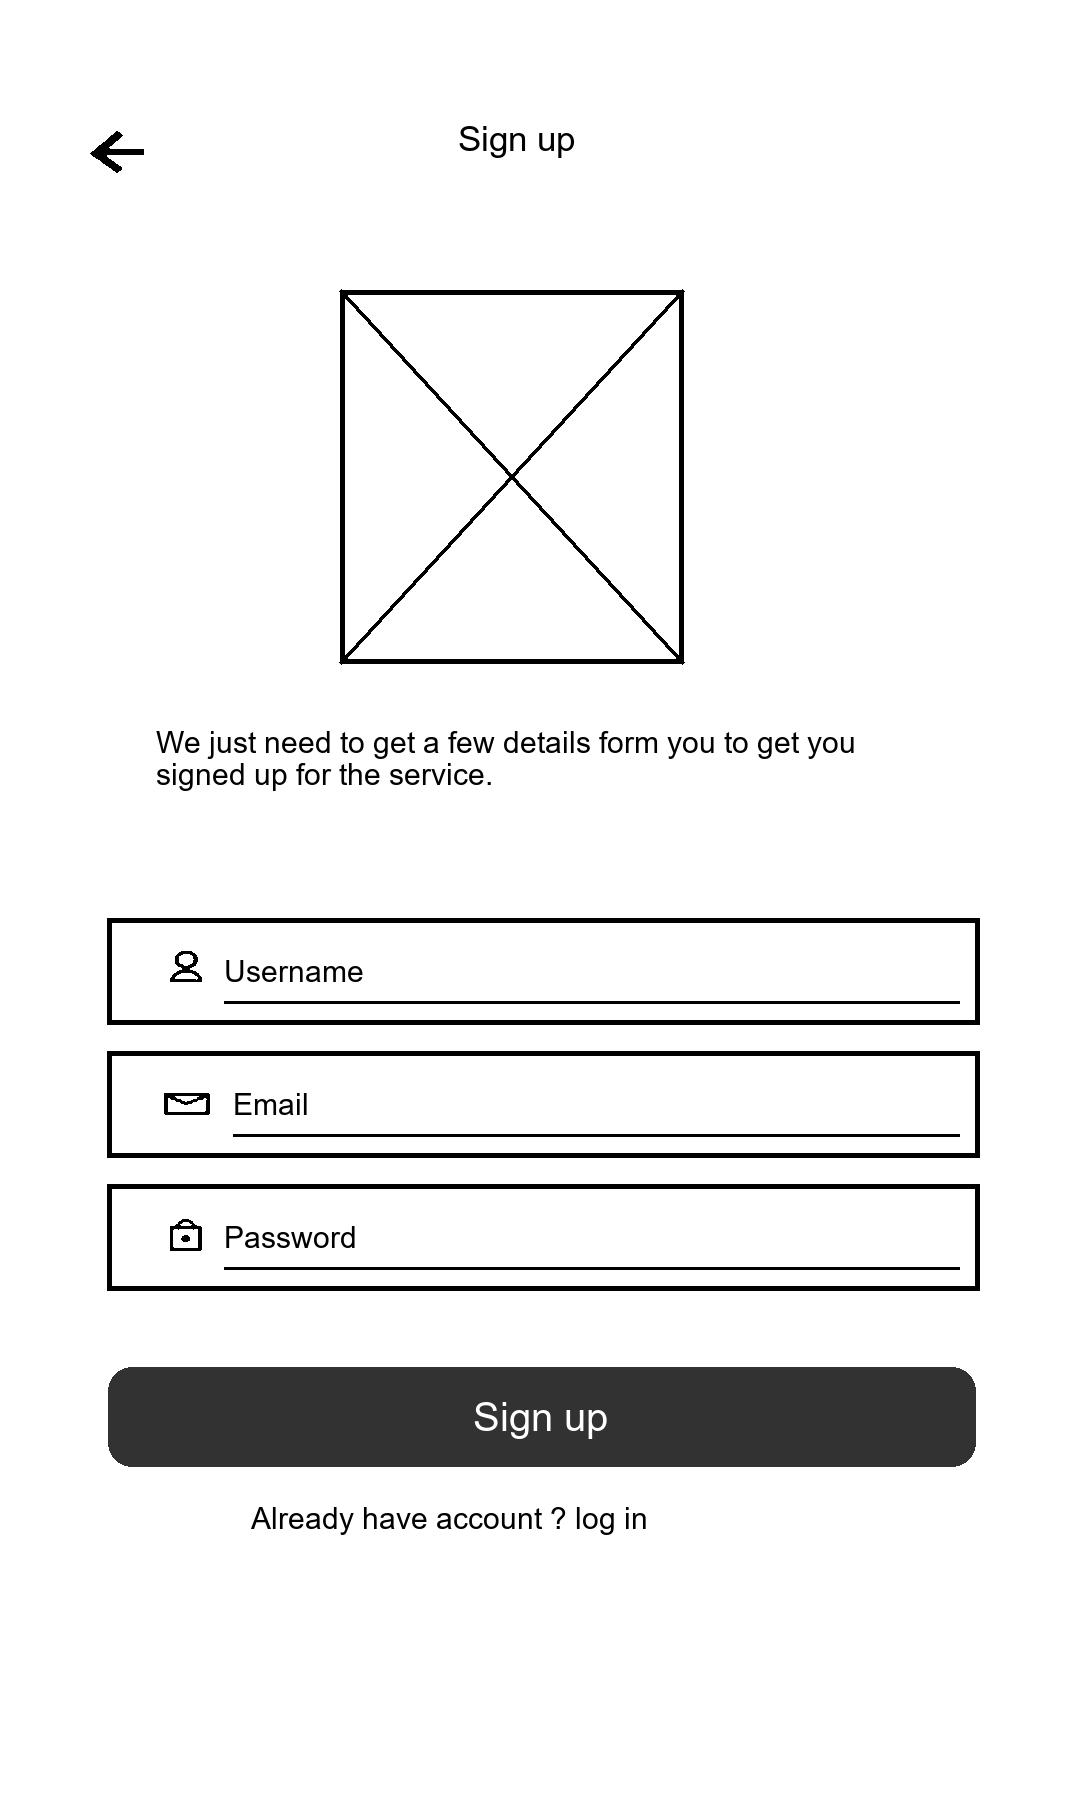 Sign up
We just need to get a few details form you to get you
signed up for the service.
Username
Email
Password
Sign up
Already have account ? log in